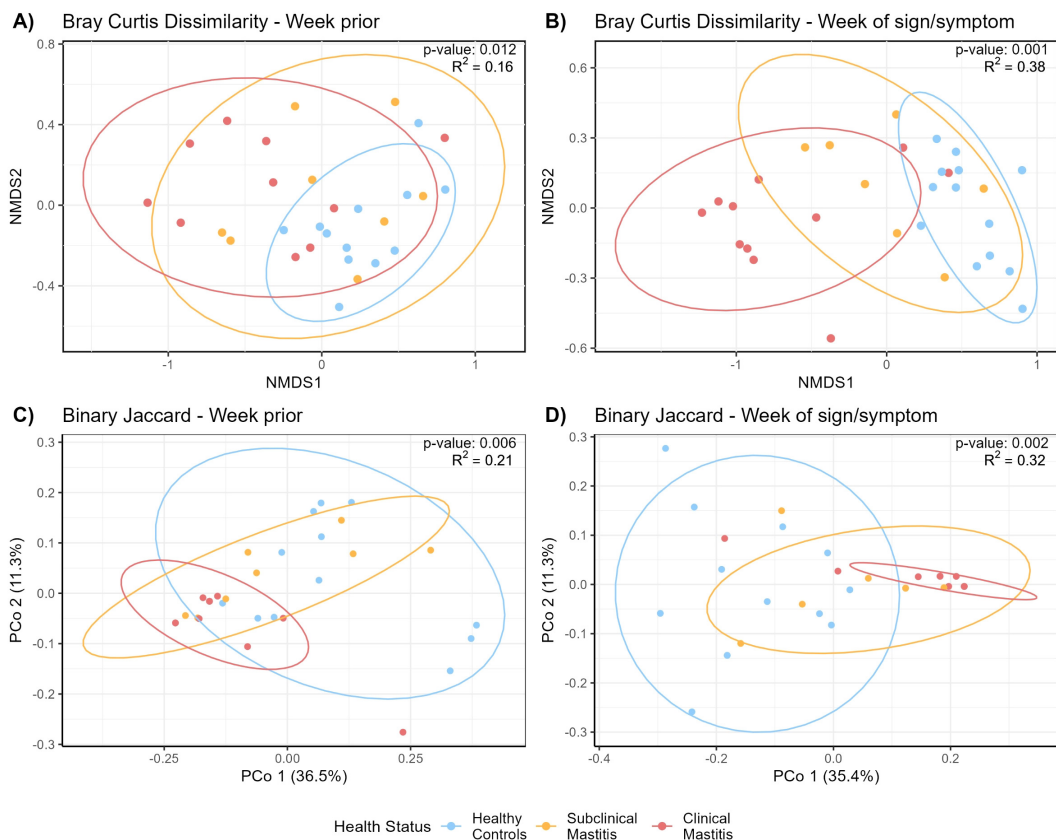 A) Bray Curtis Dissimilarity - Week prior
p-value: 0.012
R² = 0.16
0.8
0.4
0.0
-0.4
NMDS2
-1
0
1
NMDS1
B) Bray Curtis Dissimilarity - Week of sign/symptom
p-value: 0.001
R² = 0.38
0.6
0.3
0.0
-0.3
-0.6
NMDS2
-1
0
1
NMDS1
C) Binary Jaccard - Week prior
p-value: 0.006
R² = 0.21
0.3
0.2
0.1
0.0
-0.1
-0.2
-0.3
PCo 2 (11.3%)
-0.25
0.00
0.25
PCo 1 (36.5%)
D) Binary Jaccard - Week of sign/symptom
p-value: 0.002
R² = 0.32
0.3
0.2
0.1
0.0
-0.1
-0.2
-0.3
PCo 2 (11.3%)
-0.4
-0.2
0.0
0.2
PCo 1 (35.4%)
Health Status
Healthy
Controls
Subclinical
Mastitis
Clinical
Mastitis